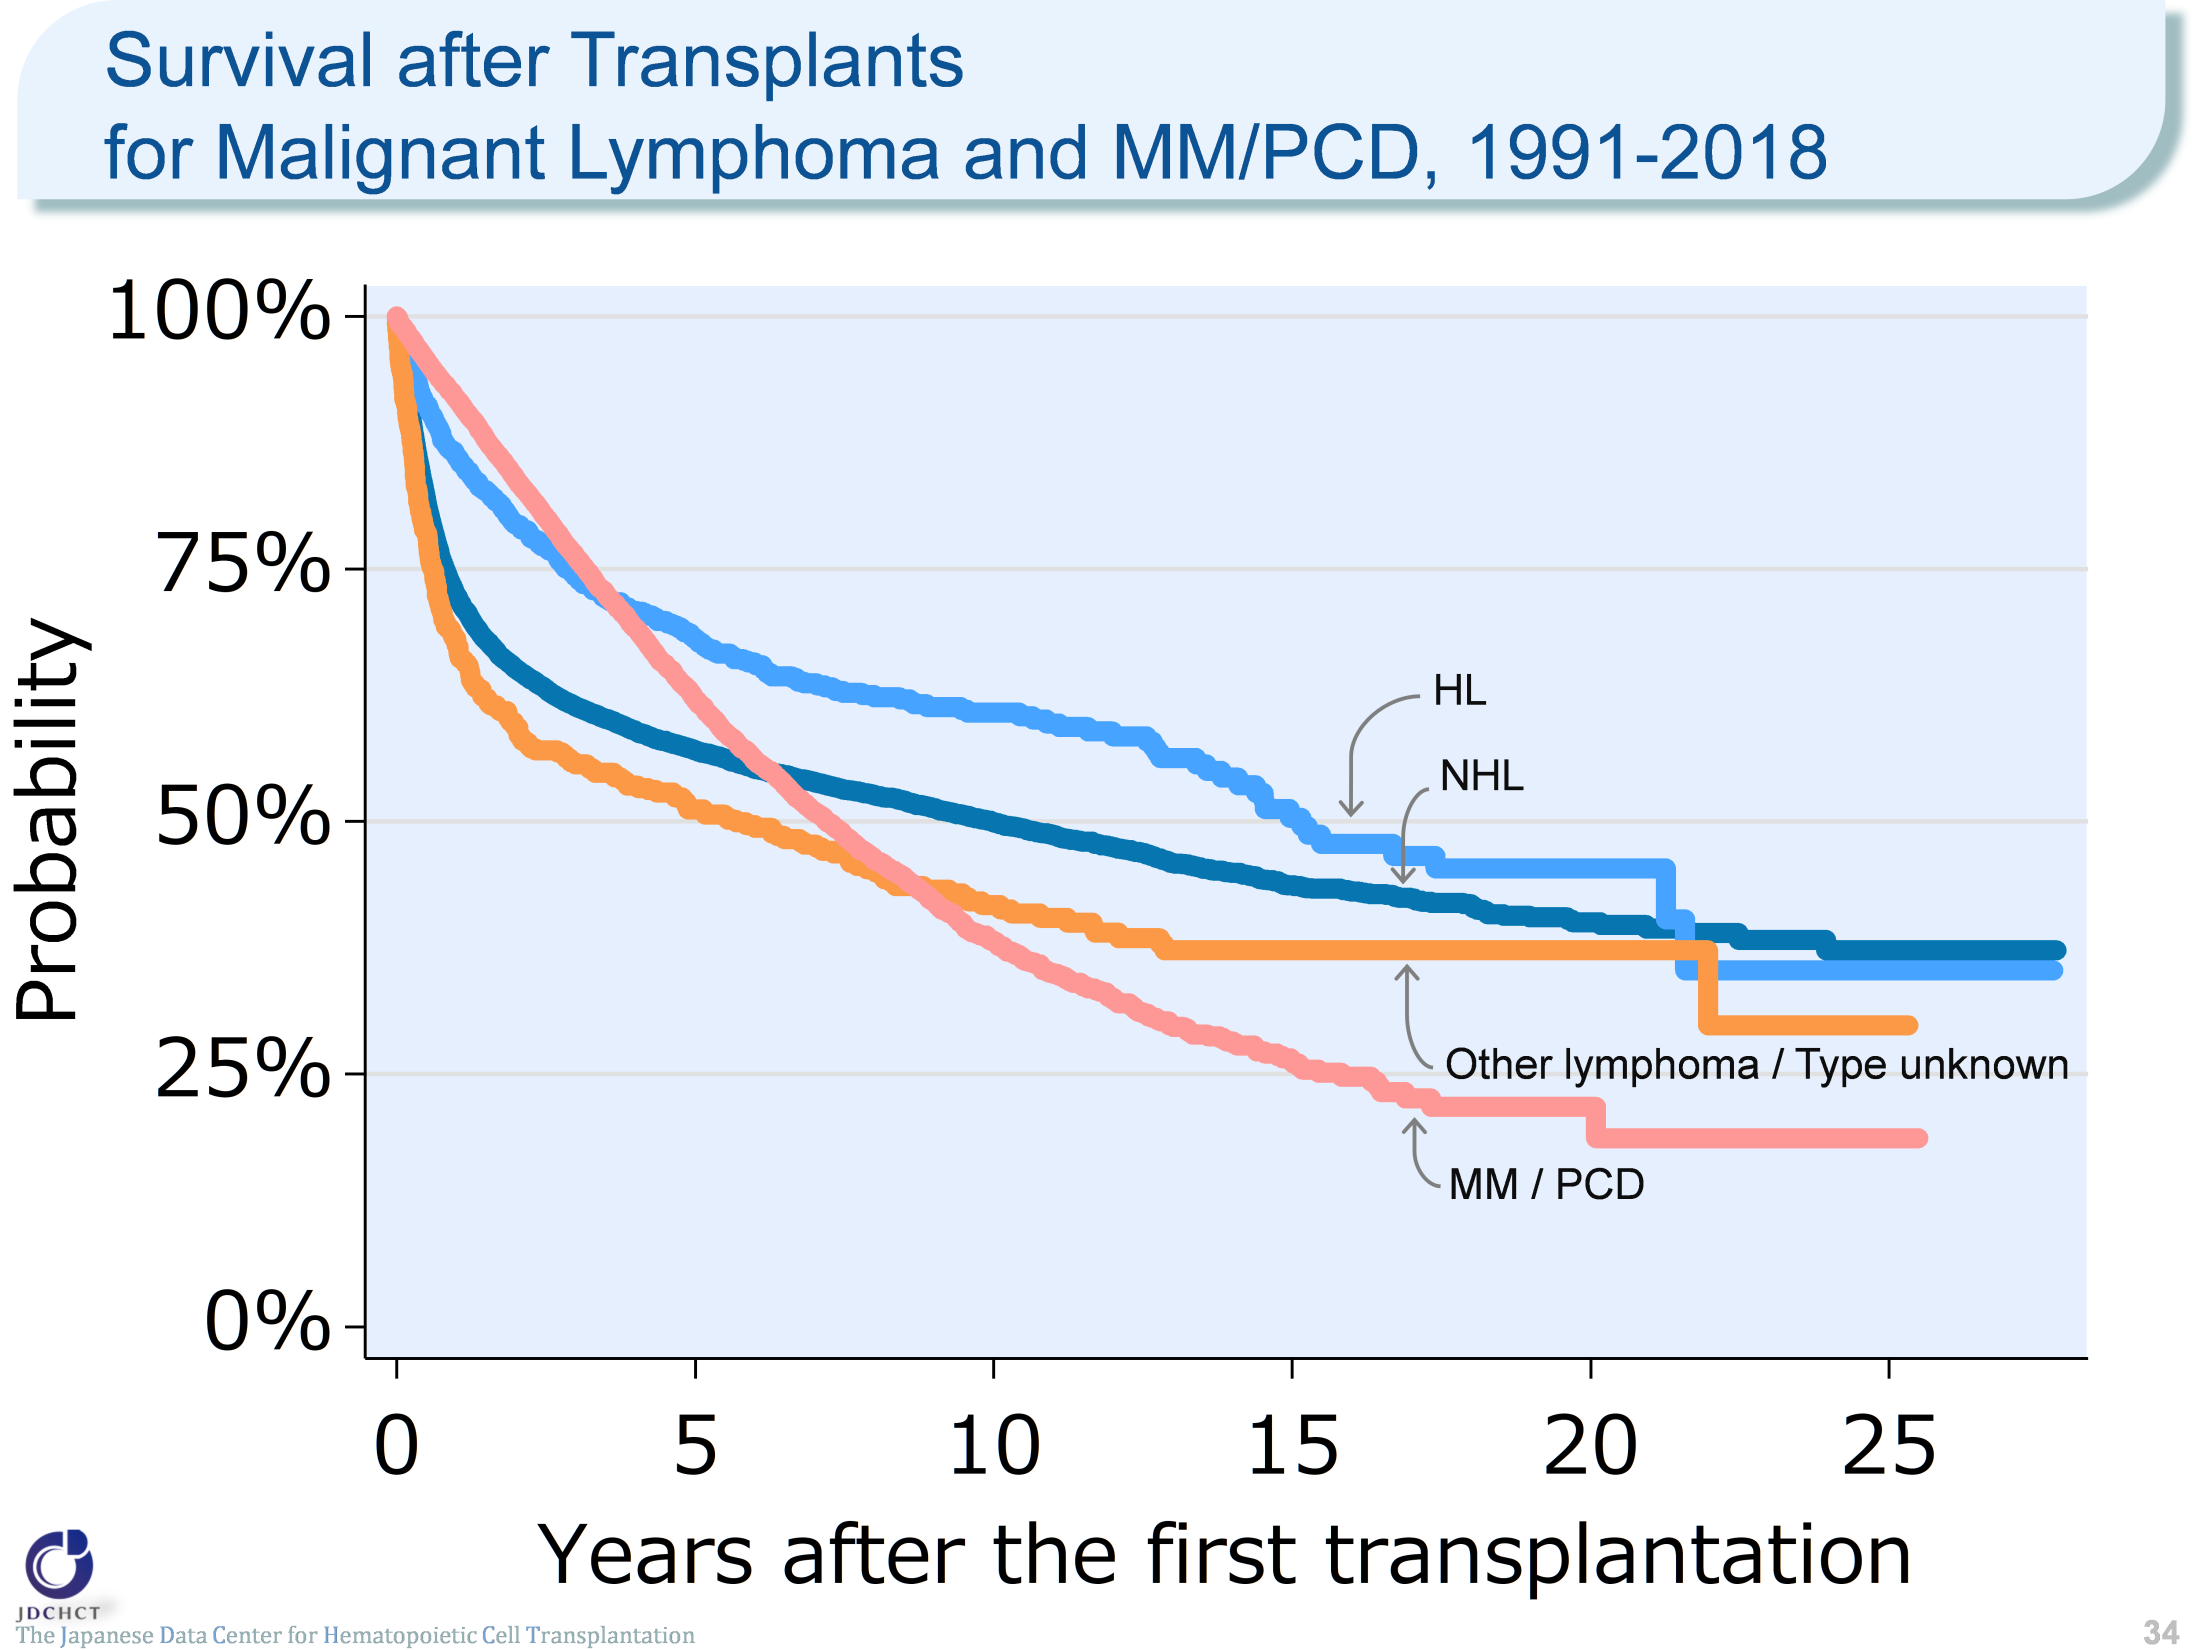 Survival after Transplants
for Malignant Lymphoma and MM/PCD, 1991-2018
100%
75%
50%
25%
0%
Probability
HL
NHL
Other lymphoma / Type unknown
MM / PCD
0 5 10 15 20 25
Years after the first transplantation
JDCHCT
The Japanese Data Center for Hematopoietic Cell Transplantation
34